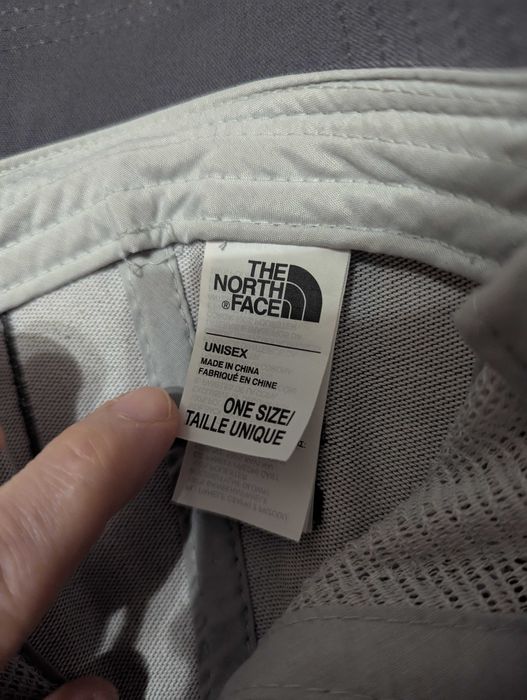 THE
NORTH
® FACE
UNISEX
MADE IN CHINA
FABRIQUÉ EN CHINE
ONE SIZE/
TAILLE UNIQUE